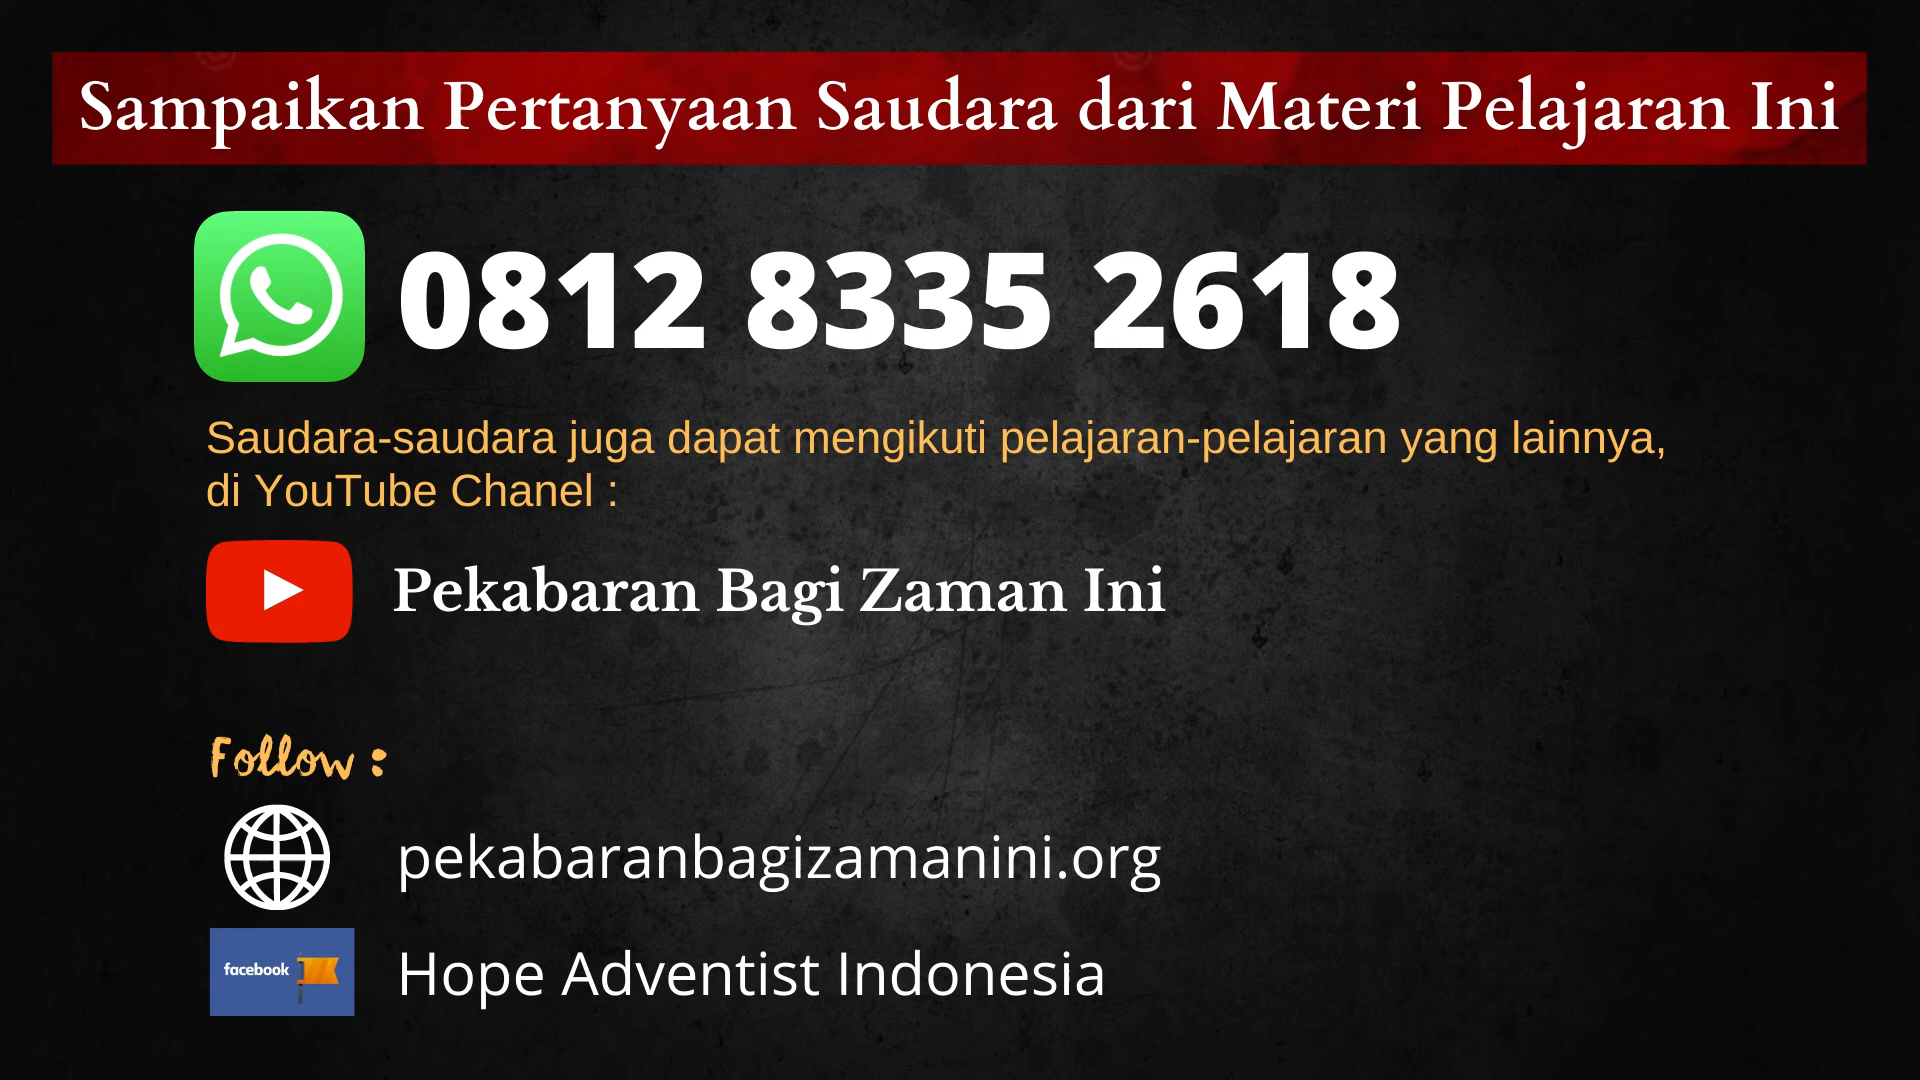 Sampaikan Pertanyaan Saudara dari Materi Pelajaran Ini
0812 8335 2618
Saudara-saudara juga dapat mengikuti pelajaran-pelajaran yang lainnya,
di YouTube Chanel :
Pekabaran Bagi Zaman Ini
Follow :
pekabaranbagizamanini.org
facebook
Hope Adventist Indonesia